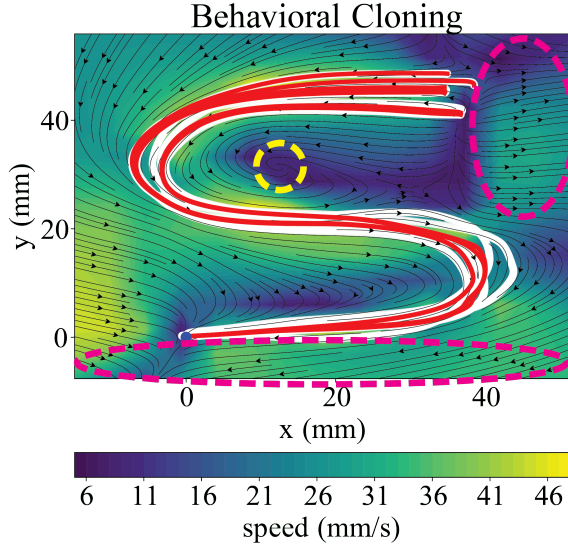 Behavioral Cloning
40
20
0
y (mm)
0 20 40
x (mm)
6 11 16 21 26 31 36 41 46
speed (mm/s)